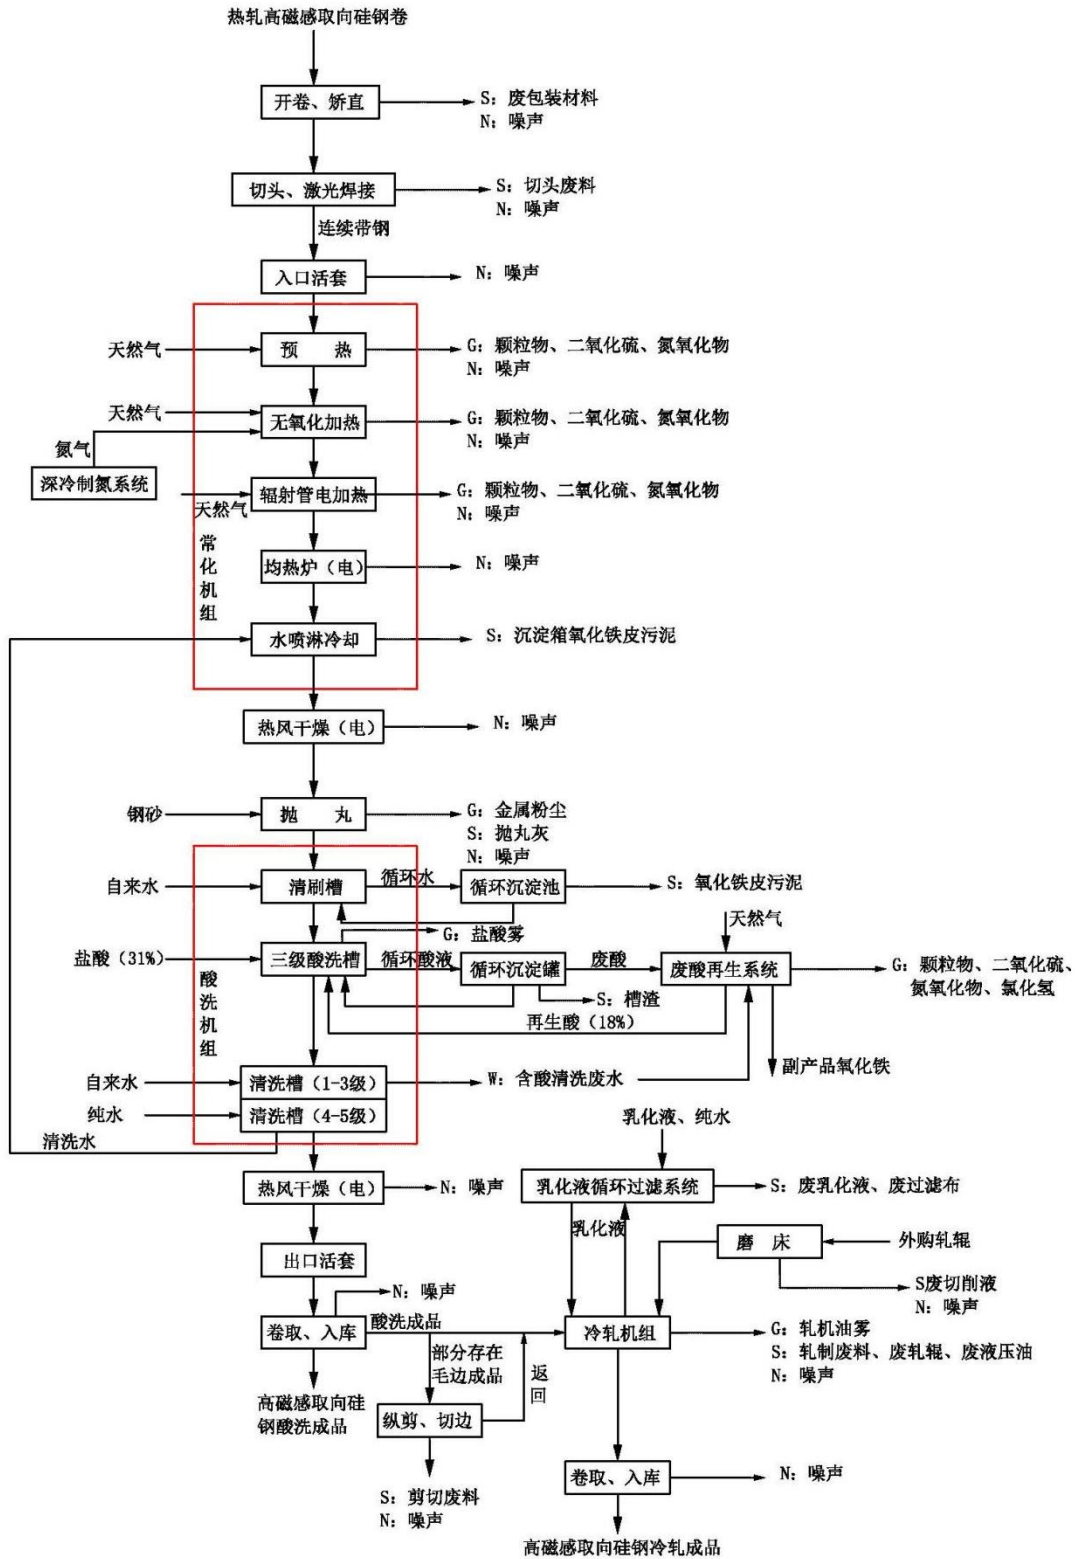 热轧高磁感取向硅钢卷
开卷、矫直
S：废包装材料
N：噪声
切头、激光焊接
S：切头废料
N：噪声
连续带钢
入口活套
N：噪声
天然气
预 热
G：颗粒物、二氧化硫、氮氧化物
N：噪声
天然气
无氧化加热
G：颗粒物、二氧化硫、氮氧化物
N：噪声
氮气
深冷制氮系统
天然气
辐射管电加热
G：颗粒物、二氧化硫、氮氧化物
N：噪声
常化机组
均热炉（电）
N：噪声
水喷淋冷却
S：沉淀箱氧化铁皮污泥
热风干燥（电）
N：噪声
钢砂
抛 丸
G：金属粉尘
S：抛丸灰
N：噪声
自来水
清刷槽
循环水
循环沉淀池
S：氧化铁皮污泥
天然气
G：盐酸雾
盐酸（31%）
三级酸洗槽
循环酸液
循环沉淀罐
废酸
废酸再生系统
G：颗粒物、二氧化硫、
氮氧化物、氯化氢
S：槽渣
再生酸（18%）
酸洗机组
副产品氧化铁
自来水
清洗槽（1-3级）
W：含酸清洗废水
纯水
清洗槽（4-5级）
清洗水
乳化液、纯水
热风干燥（电）
N：噪声
乳化液循环过滤系统
S：废乳化液、废过滤布
乳化液
磨 床
外购轧辊
出口活套
S废切削液
N：噪声
N：噪声
卷取、入库
酸洗成品
冷轧机组
G：轧机油雾
S：轧制废料、废轧辊、废液压油
N：噪声
部分存在
毛边成品
返回
高磁感取向硅
钢酸洗成品
纵剪、切边
卷取、入库
N：噪声
S：剪切废料
N：噪声
高磁感取向硅钢冷轧成品